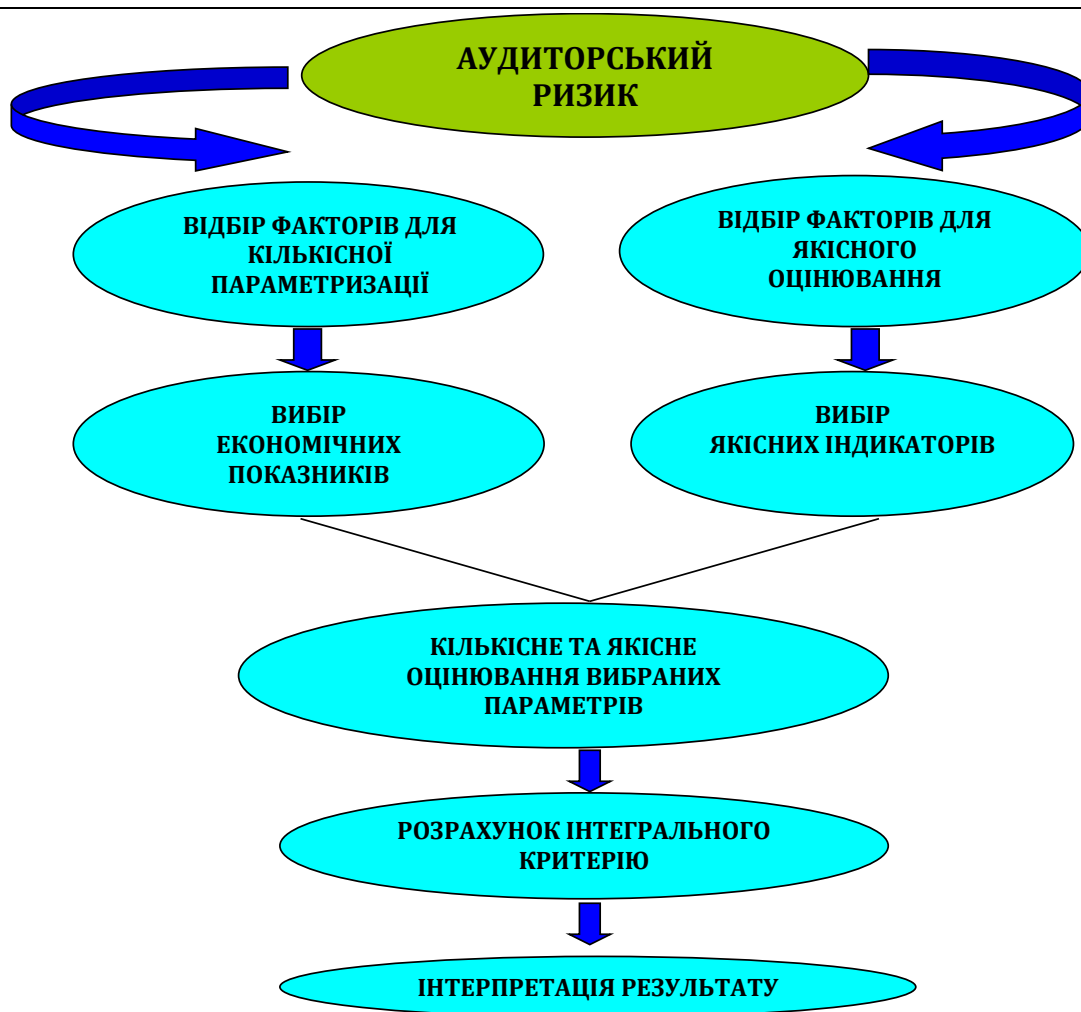 АУДИТОРСЬКИЙ
РИЗИК
ВІДБІР ФАКТОРІВ ДЛЯ
КІЛЬКІСНОЇ
ПАРАМЕТРИЗАЦІЇ
ВІДБІР ФАКТОРІВ ДЛЯ
ЯКІСНОГО
ОЦІНЮВАННЯ
ВИБІР
ЕКОНОМІЧНИХ
ПОКАЗНИКІВ
ВИБІР
ЯКІСНИХ ІНДИКАТОРІВ
КІЛЬКІСНЕ ТА ЯКІСНЕ
ОЦІНЮВАННЯ ВИБРАНИХ
ПАРАМЕТРІВ
РОЗРАХУНОК ІНТЕГРАЛЬНОГО
КРИТЕРІЮ
ІНТЕРПРЕТАЦІЯ РЕЗУЛЬТАТУ